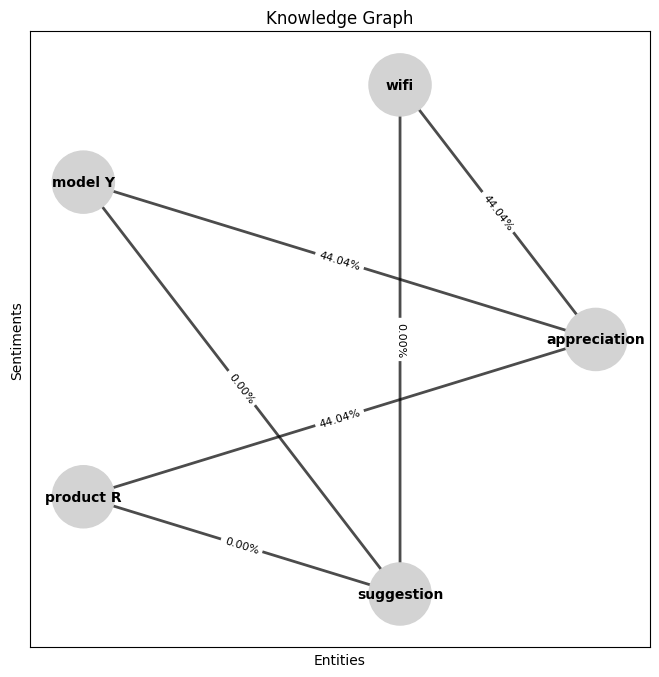 Knowledge Graph
wifi
model Y
44.04%
44.04%
appreciation
0.00%
0.00%
44.04%
product R
0.00%
suggestion
Sentiments
Entities